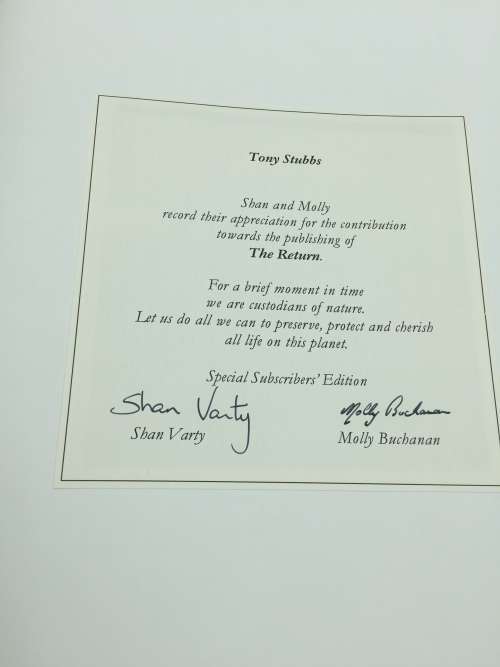 Tony Stubbs
Shan and Molly
record their appreciation for the contribution
towards the publishing of
The Return.
For a brief moment in time
we are custodians of nature.
Let us do all we can to preserve, protect and cherish
all life on this planet.
Special Subscribers' Edition
Shan Varty Molly Buchanan
Shan Varty Molly Buchanan